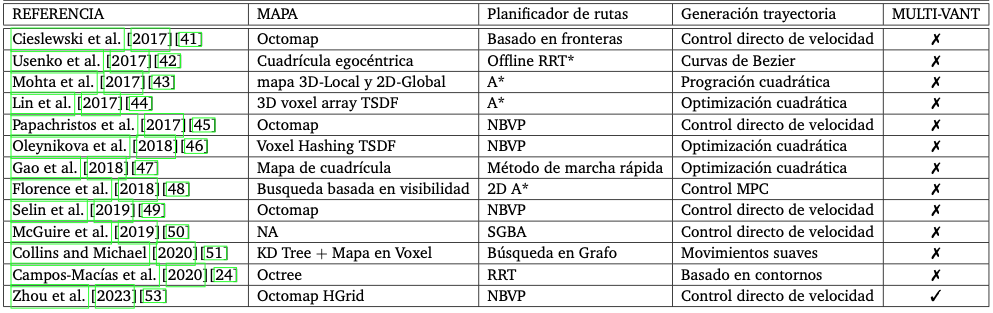 REFERENCIA MAPA Planificador de rutas Generación trayectoria MULTI-VANT
Cieslewski et al. [2017][41] Octomap Basado en fronteras Control directo de velocidad ✗
Usenko et al. [2017][42] Cuadrícula egocéntrica Offline RRT* Curvas de Bezier ✗
Mohta et al. [2017][43] mapa 3D-Local y 2D-Global A* Progración cuadrática ✗
Lin et al. [2017][44] 3D voxel array TSDF A* Optimización cuadrática ✗
Papachristos et al. [2017][45] Octomap NBVP Control directo de velocidad ✗
Oleynikova et al. [2018][46] Voxel Hashing TSDF NBVP Optimización cuadrática ✗
Gao et al. [2018][47] Mapa de cuadrícula Método de marcha rápida Optimización cuadrática ✗
Florence et al. [2018][48] Busqueda basada en visibilidad 2D A* Control MPC ✗
Selin et al. [2019][49] Octomap NBVP Control directo de velocidad ✗
McGuire et al. [2019][50] NA SGBA Control directo de velocidad ✗
Collins and Michael [2020][51] KD Tree + Mapa en Voxel Búsqueda en Grafo Movimientos suaves ✗
Campos-Macías et al. [2020][24] Octree RRT Basado en contornos ✗
Zhou et al. [2023][53] Octomap HGrid NBVP Control directo de velocidad ✓